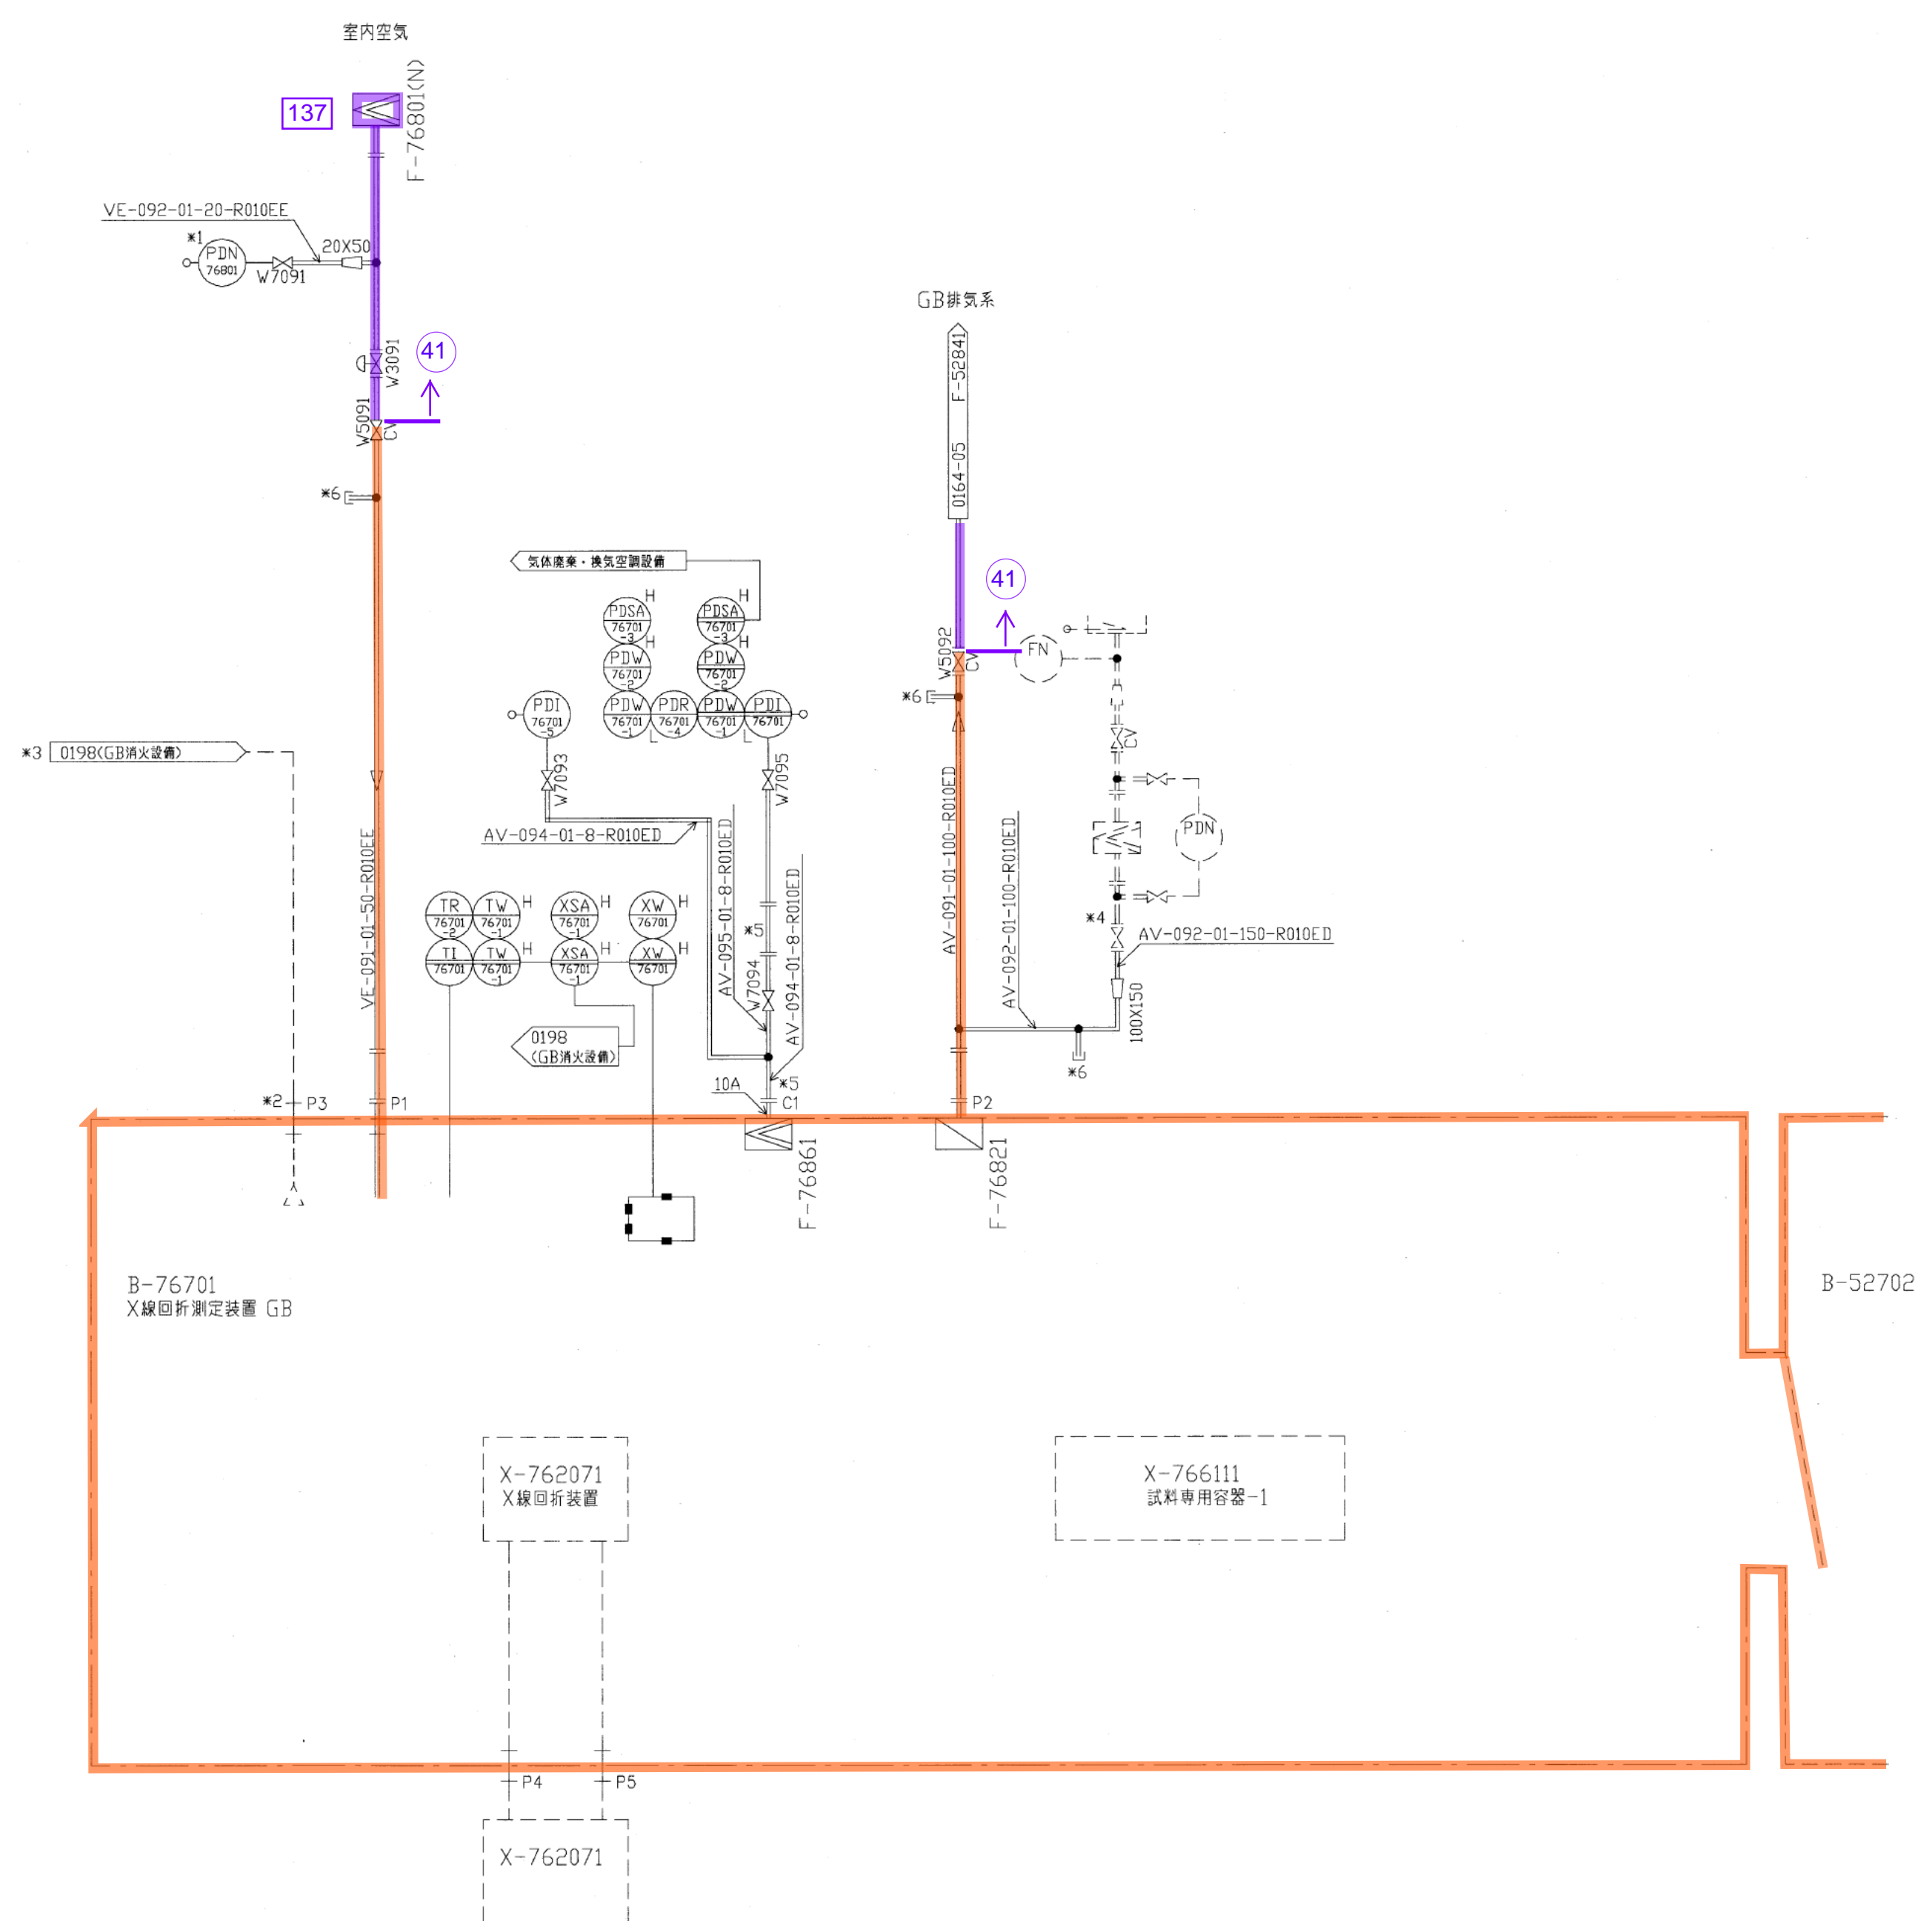 室内空気
137
F-76801(N)
VE-092-01-20-R010EE
*1
PDN
76801
W7091
20X50
41
W3091
W5091
CV
*6
GB排気系
0164-05 F-52841
41
W5092
CV
*6
FN
気体廃棄・換気空調設備
PDSA
76701
-3
H
PDSA
76701
-3
H
PDW
76701
-2
H
PDW
76701
-2
H
PDI
76701
-5
PDW
76701
-1
L
PDR
76701
-4
PDW
76701
-1
L
PDI
76701
*3
0198(GB消火設備)
W7093
W7095
CV
PDN
AV-094-01-8-R010ED
AV-095-01-8-R010ED
AV-094-01-8-R010ED
AV-091-01-100-R010ED
AV-092-01-100-R010ED
VE-091-01-50-R010EE
TR
76701
-2
TW
76701
-1
H
XSA
76701
-1
H
XW
76701
H
TI
76701
TW
76701
-1
H
XSA
76701
-1
H
XW
76701
H
*5
W7094
*4
AV-092-01-150-R010ED
100X150
0198
(GB消火設備)
*6
10A
*5
*2
P3
P1
C1
P2
F-76861
F-76821
B-76701
X線回折測定装置 GB
B-52702
X-762071
X線回折装置
X-766111
試料専用容器-1
P4
P5
X-762071